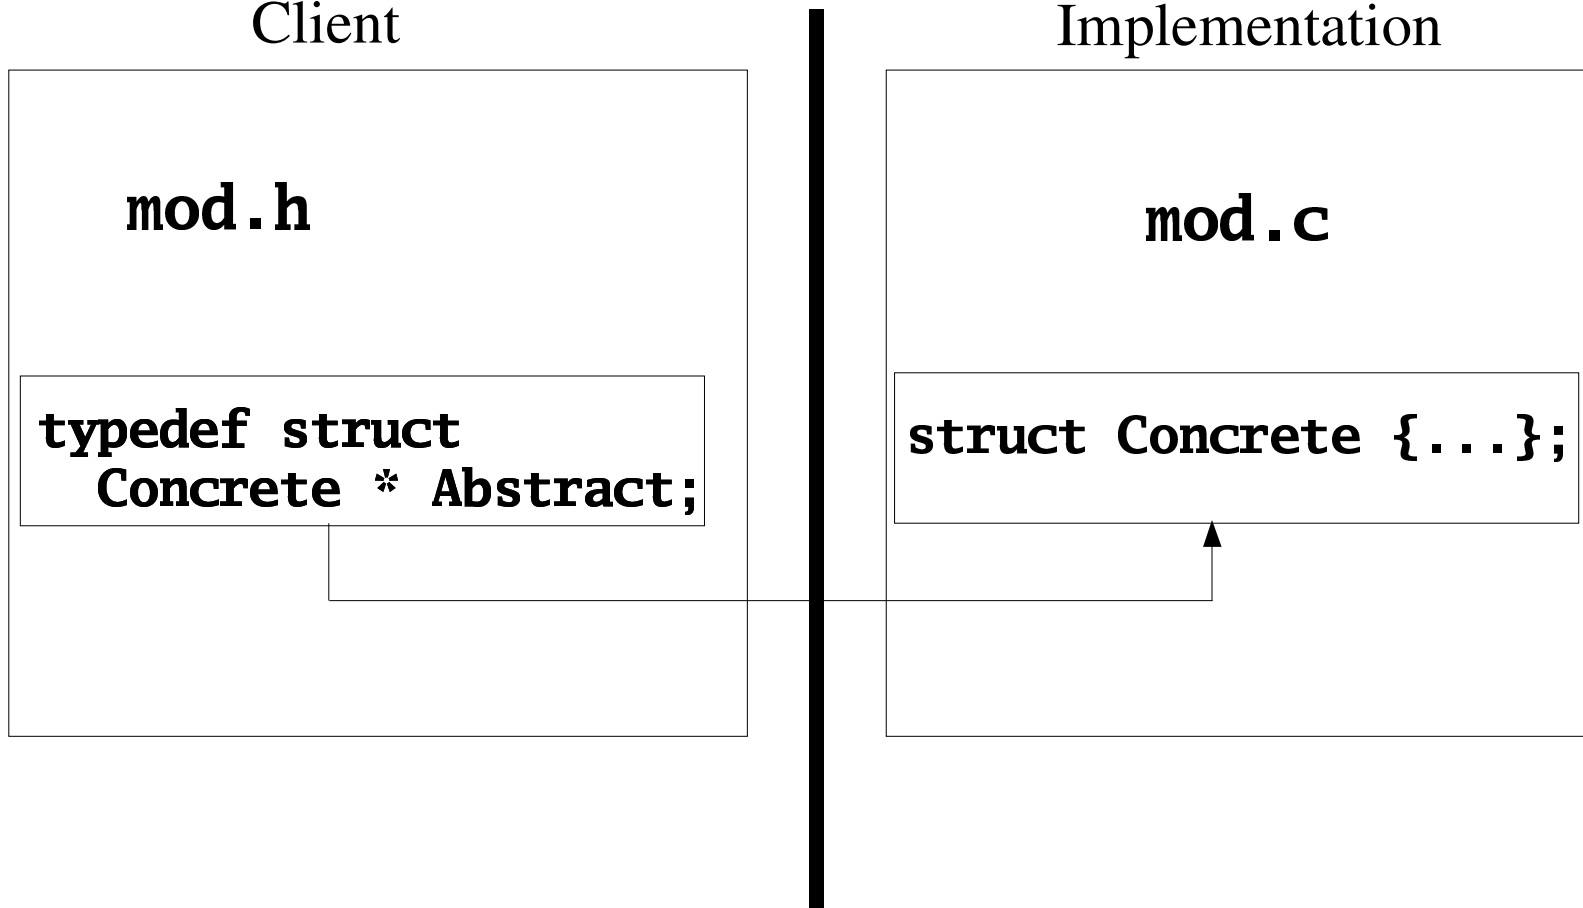 Client
mod.h
typedef struct
Concrete * Abstract;
Implementation
mod.c
struct Concrete {...};